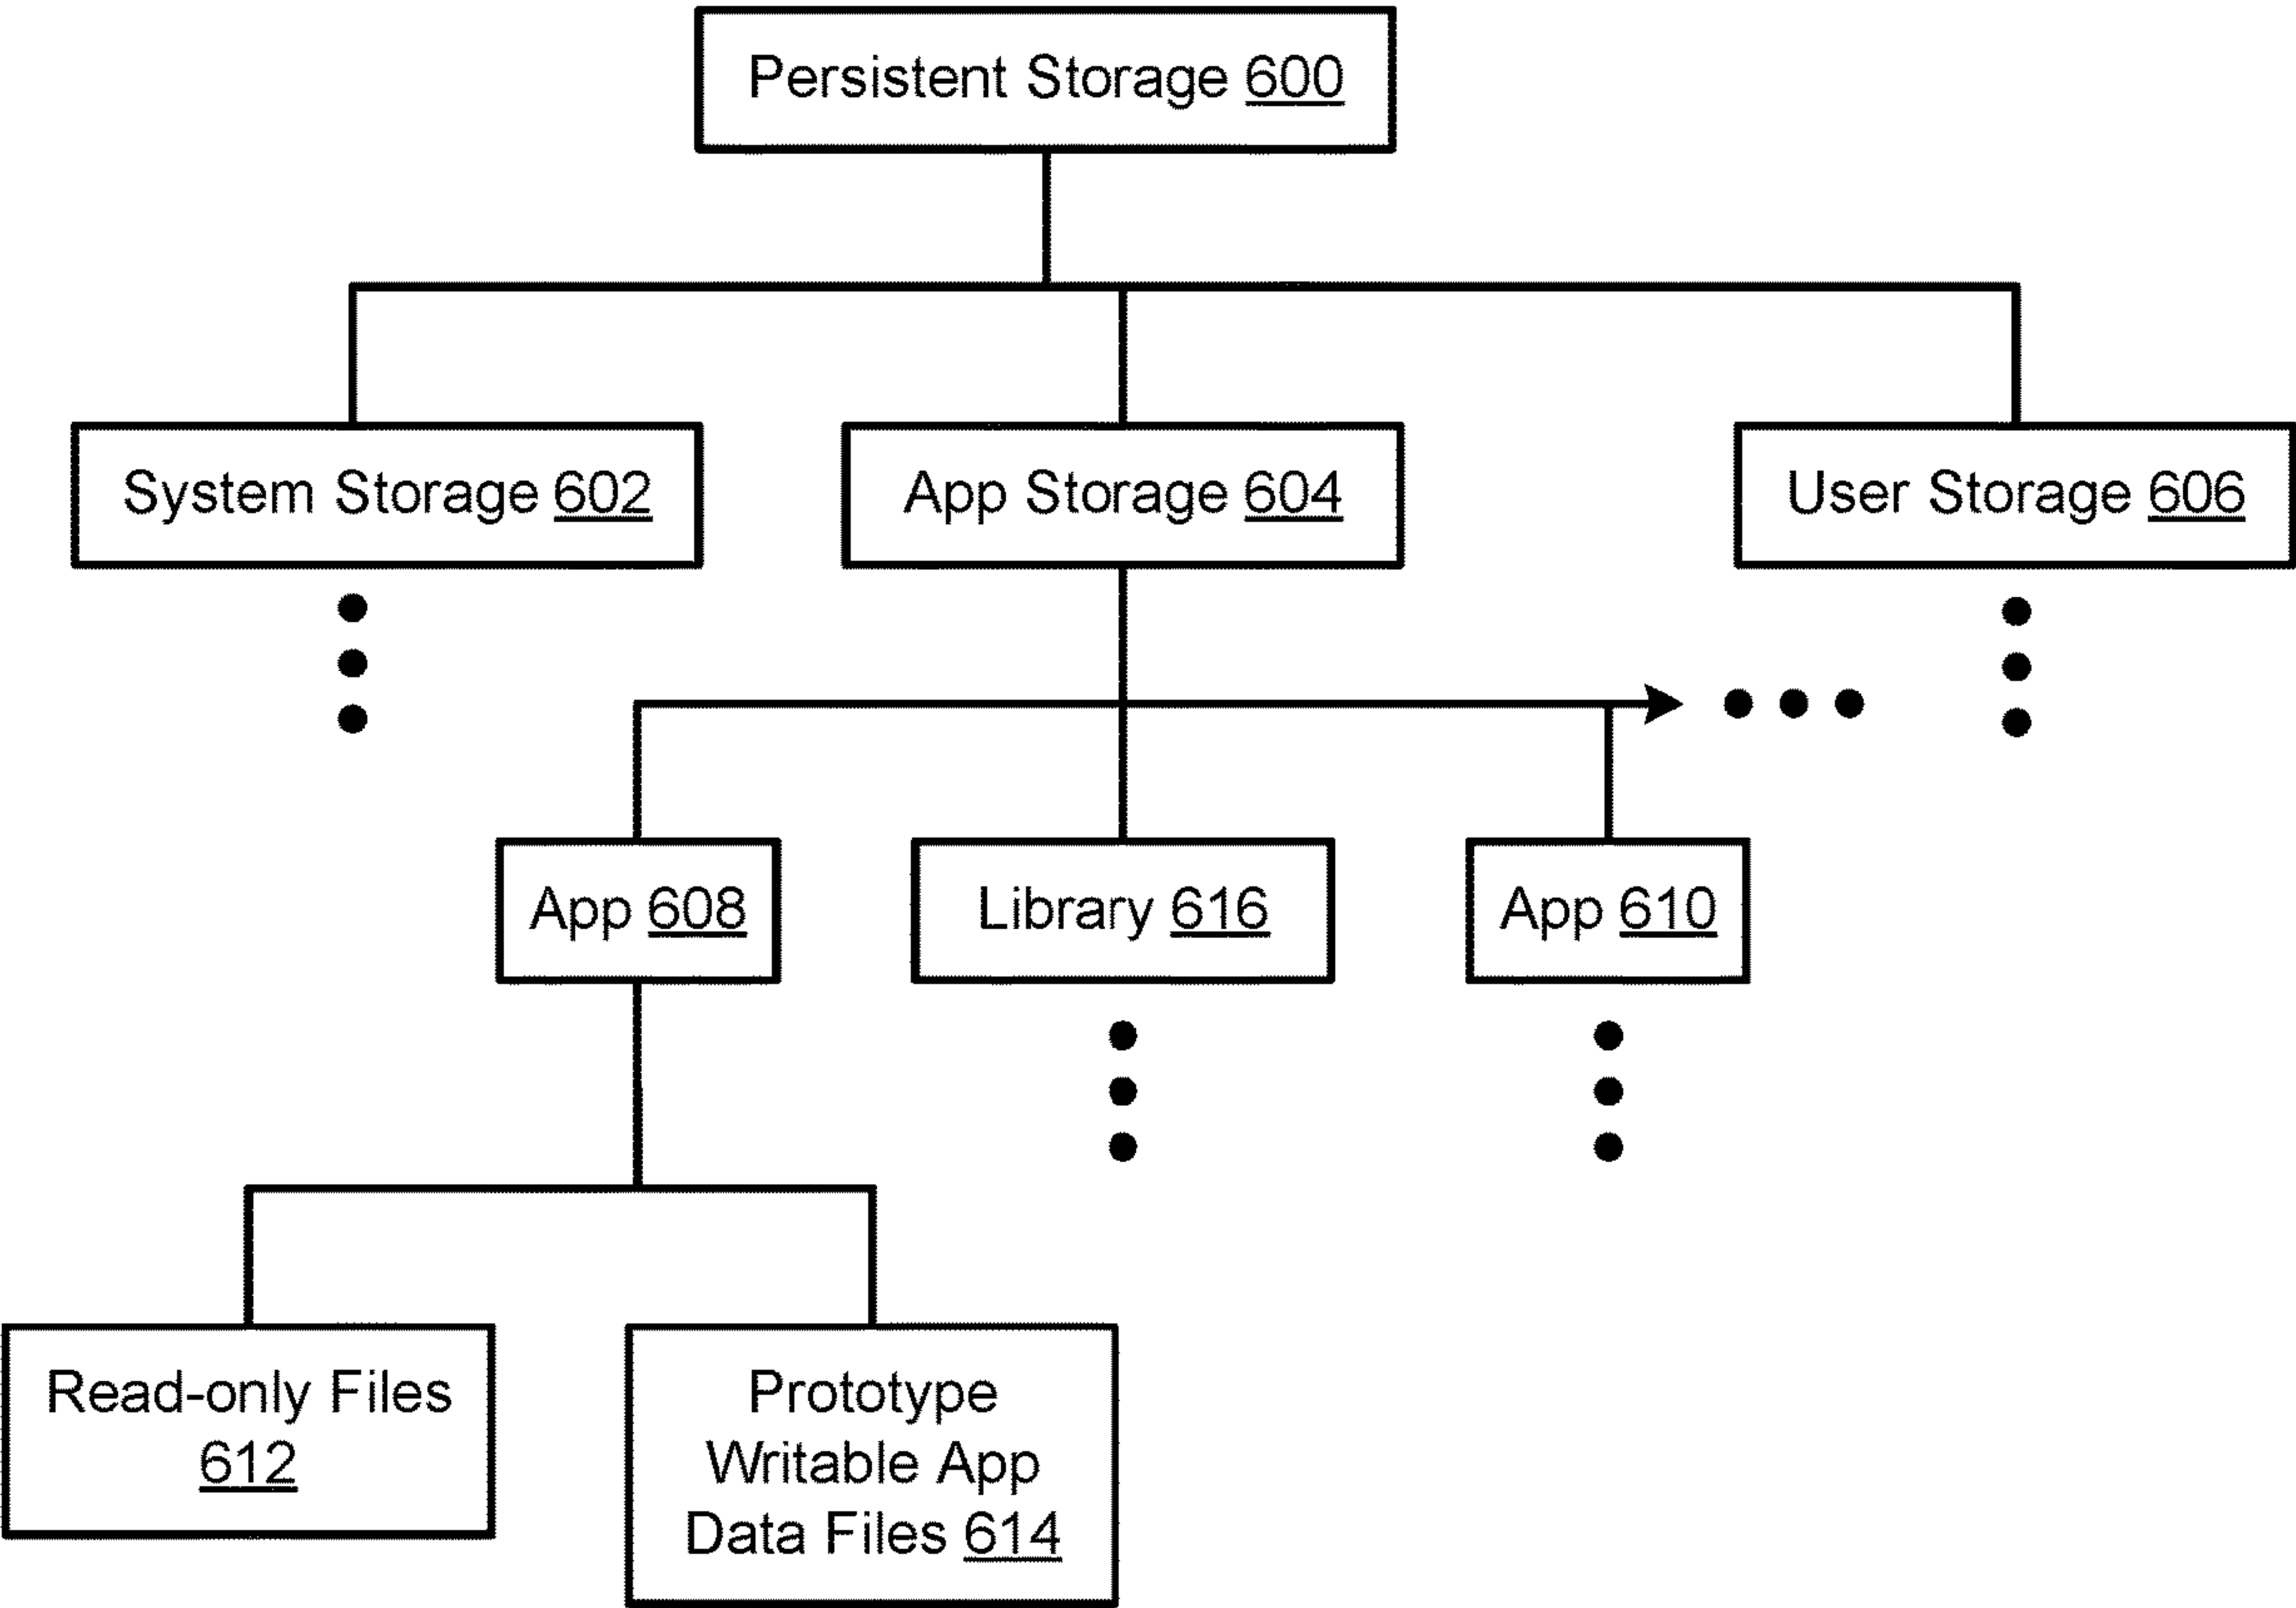 Persistent Storage 600
System Storage 602
App Storage 604
User Storage 606
App 608
Library 616
App 610
Read-only Files
612
Prototype
Writable App
Data Files 614